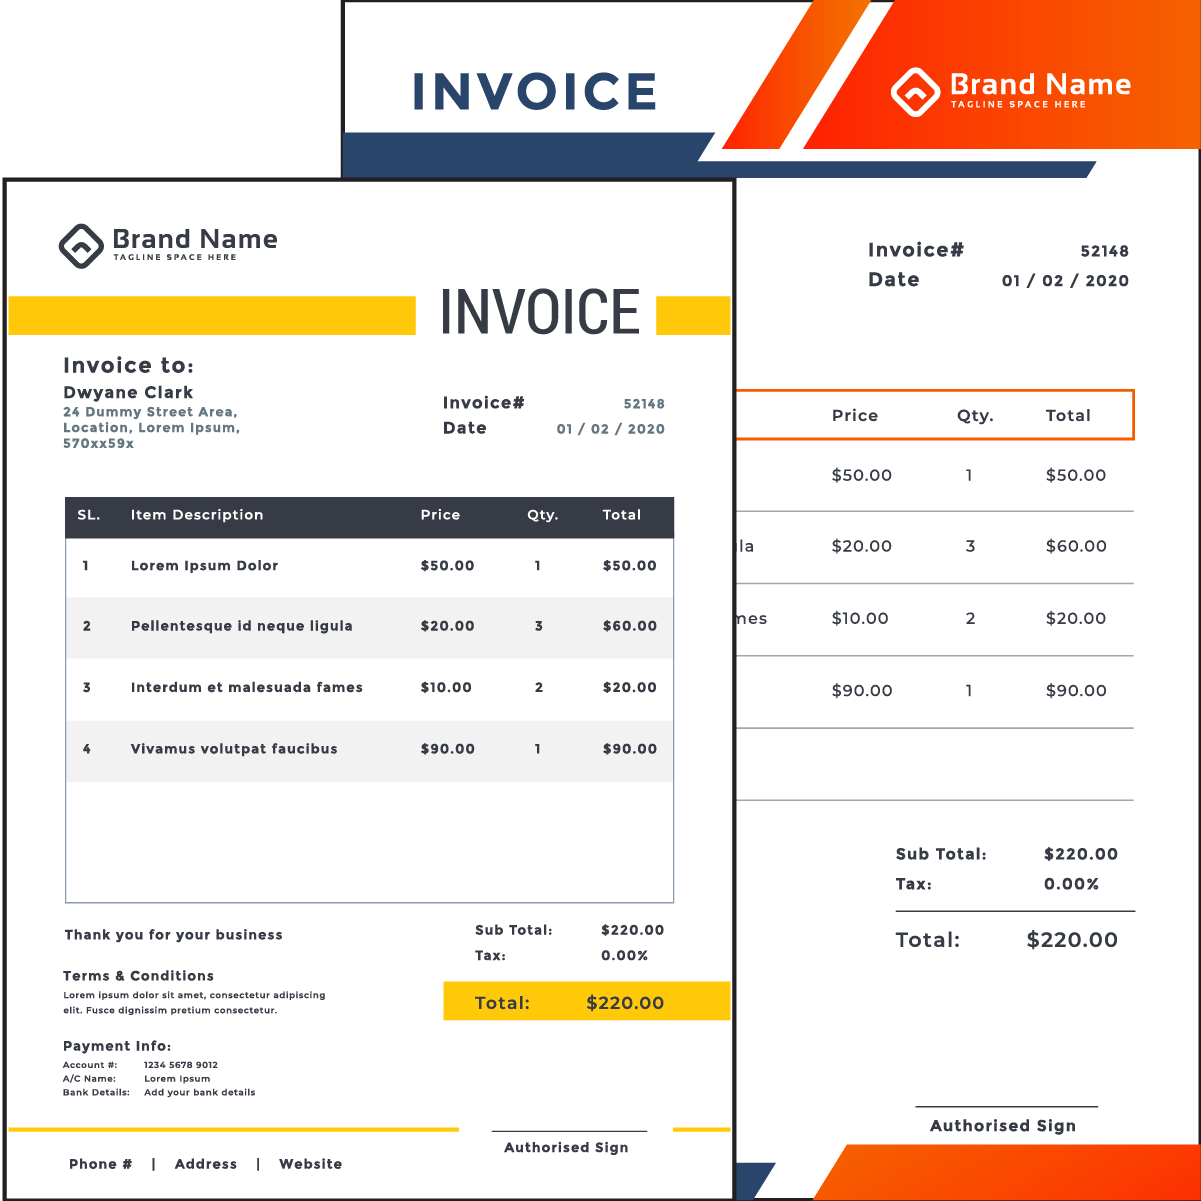 INVOICE
Brand Name
TAGLINE SPACE HERE
Invoice# 52148
Date 01 / 02 / 2020
Price Qty. Total
$50.00 1 $50.00
la $20.00 3 $60.00
mes $10.00 2 $20.00
$90.00 1 $90.00
Sub Total: $220.00
Tax: 0.00%
Total: $220.00
Authorised Sign
Brand Name
TAGLINE SPACE HERE
INVOICE
Invoice to:
Dwyane Clark
24 Dummy Street Area,
Location, Lorem Ipsum,
570xx59x
Invoice# 52148
Date 01 / 02 / 2020
SL. Item Description Price Qty. Total
1 Lorem Ipsum Dolor $50.00 1 $50.00
2 Pellentesque id neque ligula $20.00 3 $60.00
3 Interdum et malesuada fames $10.00 2 $20.00
4 Vivamus volutpat faucibus $90.00 1 $90.00
Thank you for your business
Sub Total: $220.00
Tax: 0.00%
Total: $220.00
Terms & Conditions
Lorem ipsum dolor sit amet, consectetur adipiscing
elit. Fusce dignissim pretium consectetur.
Payment Info:
Account #: 1234 5678 9012
A/C Name: Lorem Ipsum
Bank Details: Add your bank details
Authorised Sign
Phone # | Address | Website